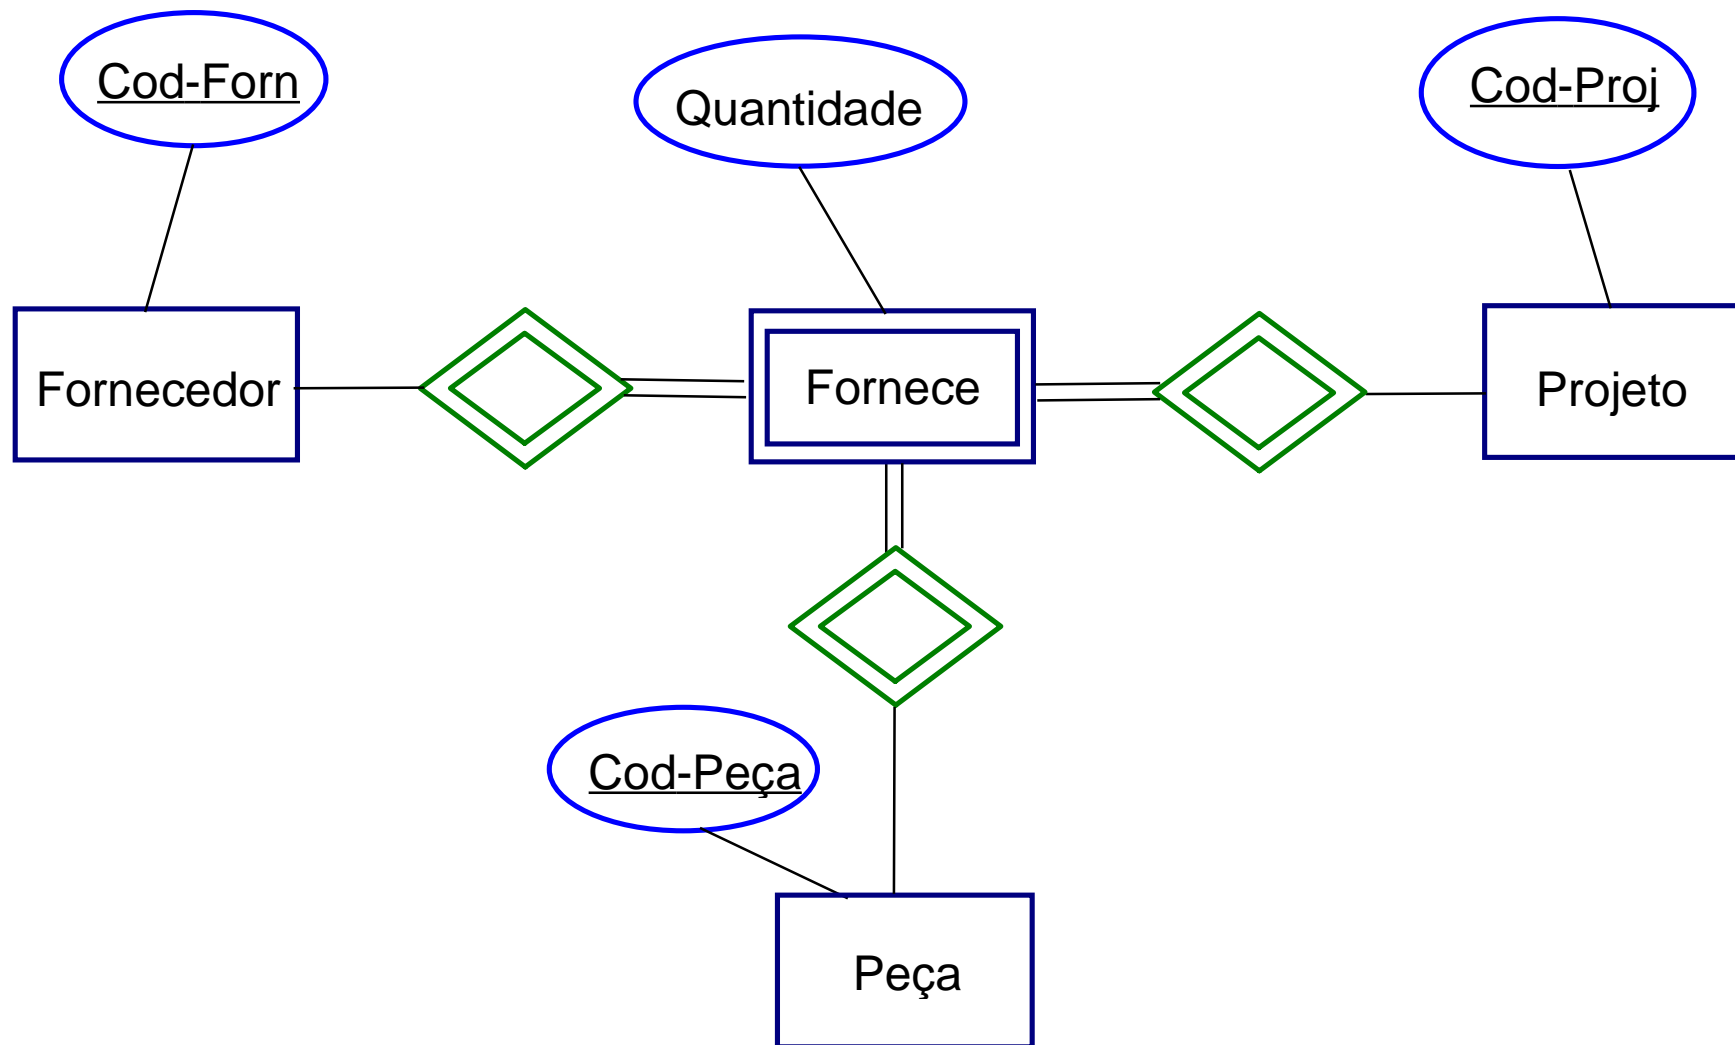 Cod-Forn
Quantidade
Cod-Proj
Fornecedor
Fornece
Projeto
Cod-Peça
Peça